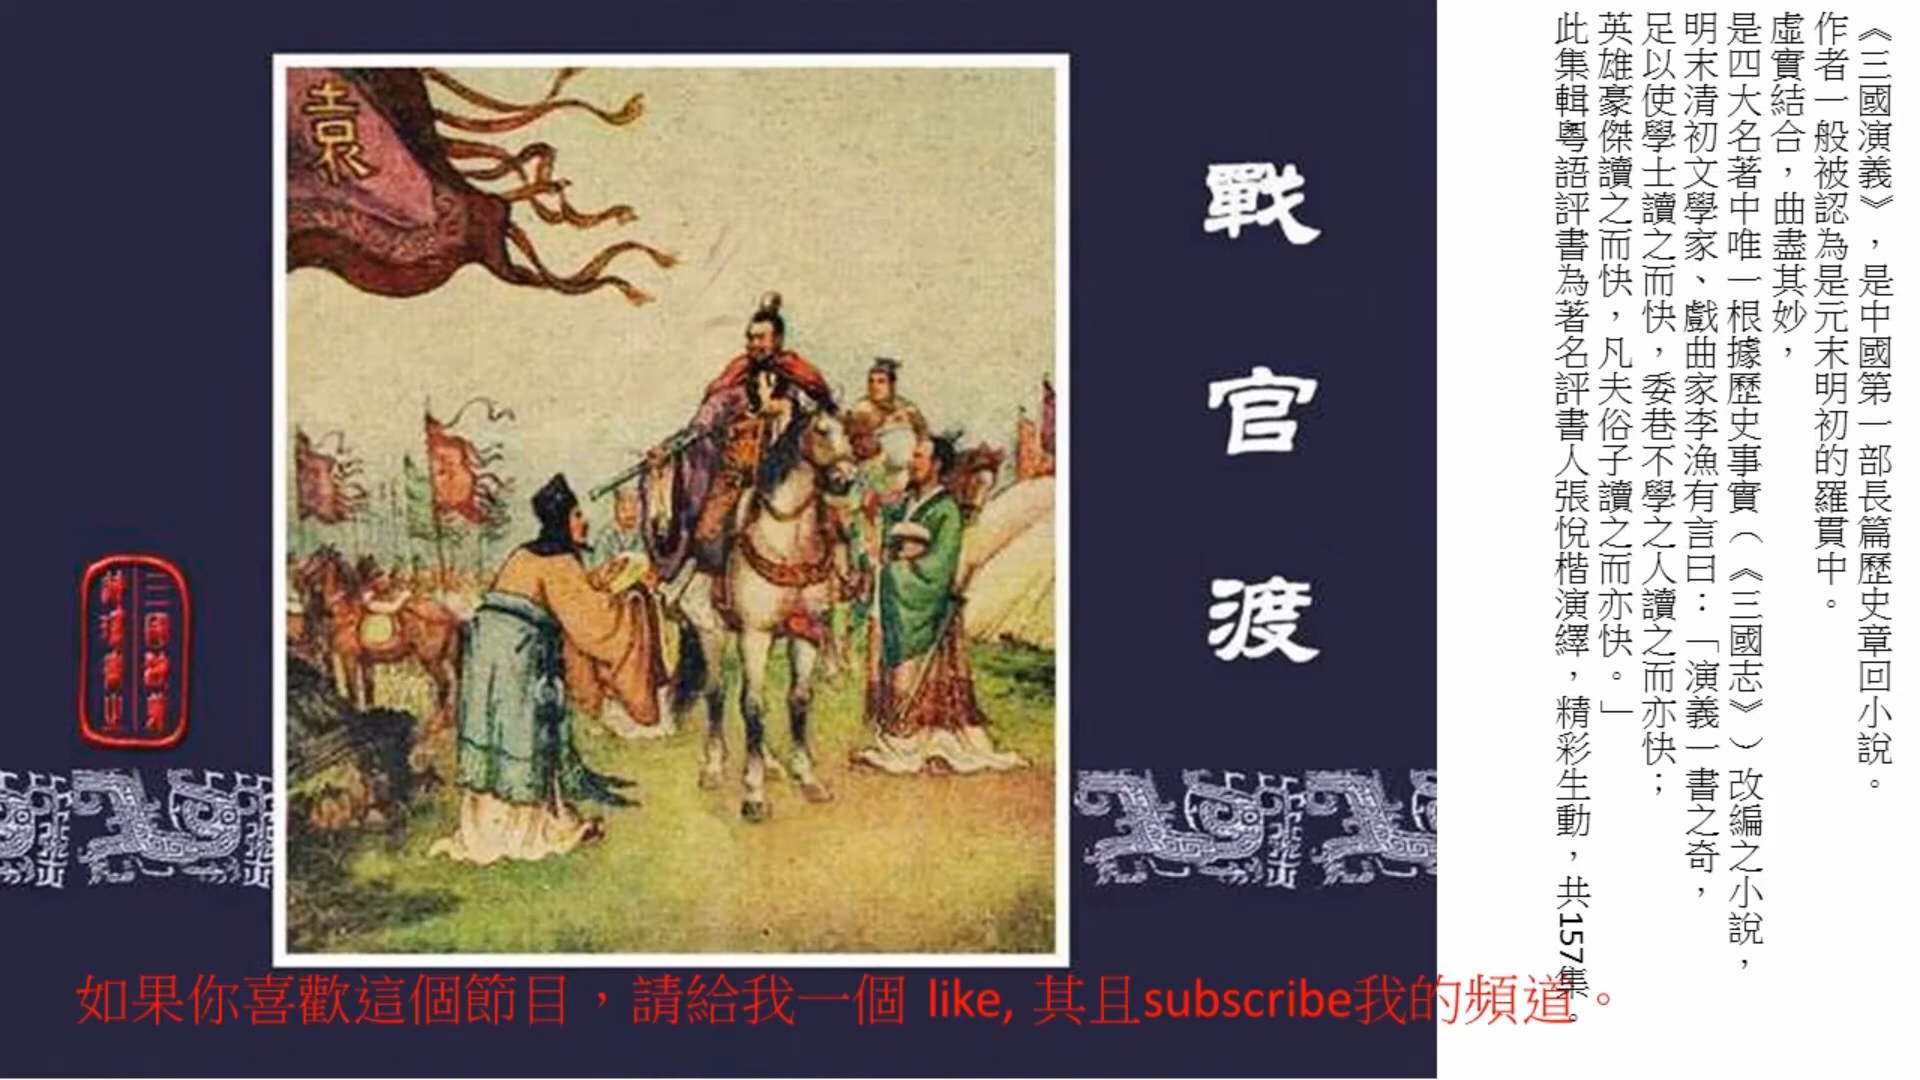 《三國演義》，是中國第一部長篇歷史章回小說。
作者一般被認為是元末明初的羅貫中。
虛實結合，曲盡其妙，
是四大名著中唯一根據歷史事實（《三國志》）改編之小說，
明末清初文學家、戲曲家李漁有言曰：「演義一書之奇，
足以使學士讀之而快，委巷不學之人讀之而亦快；
英雄豪傑讀之而快，凡夫俗子讀之而亦快。」
此集輯粵語評書為著名評書人張悅楷演繹，精彩生動，共157集。
戰官渡
袁
如果你喜歡這個節目，請給我一個 like, 其且subscribe我的頻道。